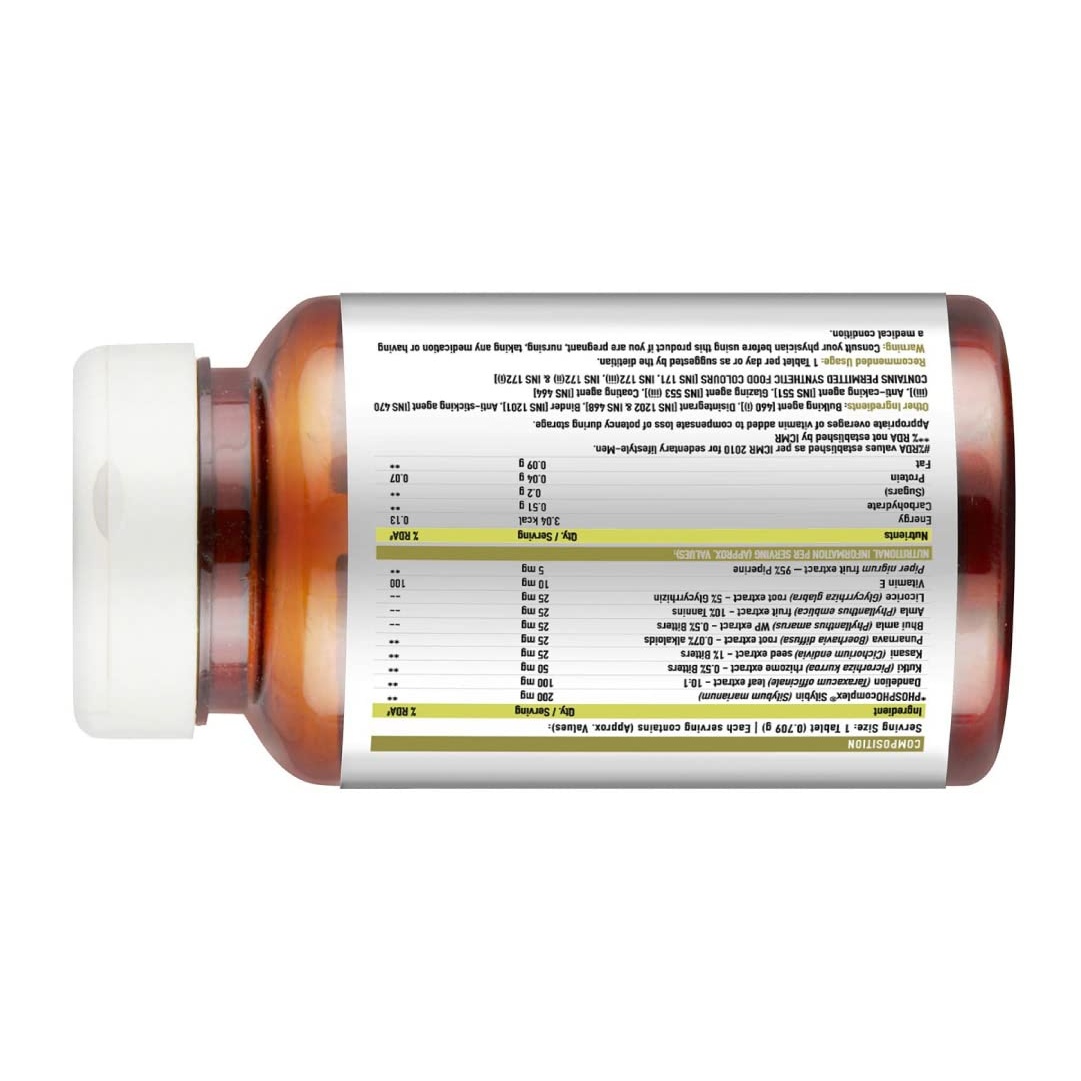 COMPOSITION
Serving Size: 1 Tablet (0.709 g) | Each serving contains (Approx. Values):
Ingredient Qty. / Serving % RDA#
*PHOSPHOcomplex® Silybin (Silybum marianum) 200 mg **
Dandelion (Taraxacum officinale) leaf extract - 10:1 100 mg **
Kutki (Picrorhiza kurroa) rhizome extract - 0.5% Bitters 50 mg **
Kasani (Cichorium endivia) seed extract - 1% Bitters 25 mg **
Punarnava (Boerhavia diffusa) root extract - 0.07% alkaloids 25 mg **
Bhui amla (Phyllanthus amarus) WP extract - 0.5% Bitters 25 mg --
Amla (Phyllanthus emblica) fruit extract - 10% Tannins 25 mg --
Licorice (Glycyrrhiza glabra) root extract - 5% Glycyrrhizin 25 mg --
Vitamin E 10 mg 100
Piper nigrum fruit extract – 95% Piperine 5 mg **
NUTRITIONAL INFORMATION PER SERVING (APPROX. VALUES):
Nutrients Qty. / Serving % RDA#
Energy 3.04 kcal 0.13
Carbohydrate 0.51 g **
(Sugars) 0.2 g **
Protein 0.04 g 0.07
Fat 0.09 g **
#%RDA values established as per ICMR 2010 for sedentary lifestyle-Men.
**% RDA not established by ICMR
Appropriate overages of vitamin added to compensate loss of potency during storage.
Other Ingredients: Bulking agent [460 (i)], Disintegrant [INS 1202 & INS 468], Binder [INS 1201], Anti-sticking agent [INS 470
(iii)], Anti-caking agent [INS 551], Glazing agent [INS 553 (iii)], Coating agent [INS 464]
CONTAINS PERMITTED SYNTHETIC FOOD COLOURS [INS 171, INS 172(iii), INS 172(ii) & INS 172(i)]
Recommended Usage: 1 Tablet per day or as suggested by the dietitian.
Warning: Consult your physician before using this product if you are pregnant, nursing, taking any medication or having
a medical condition.